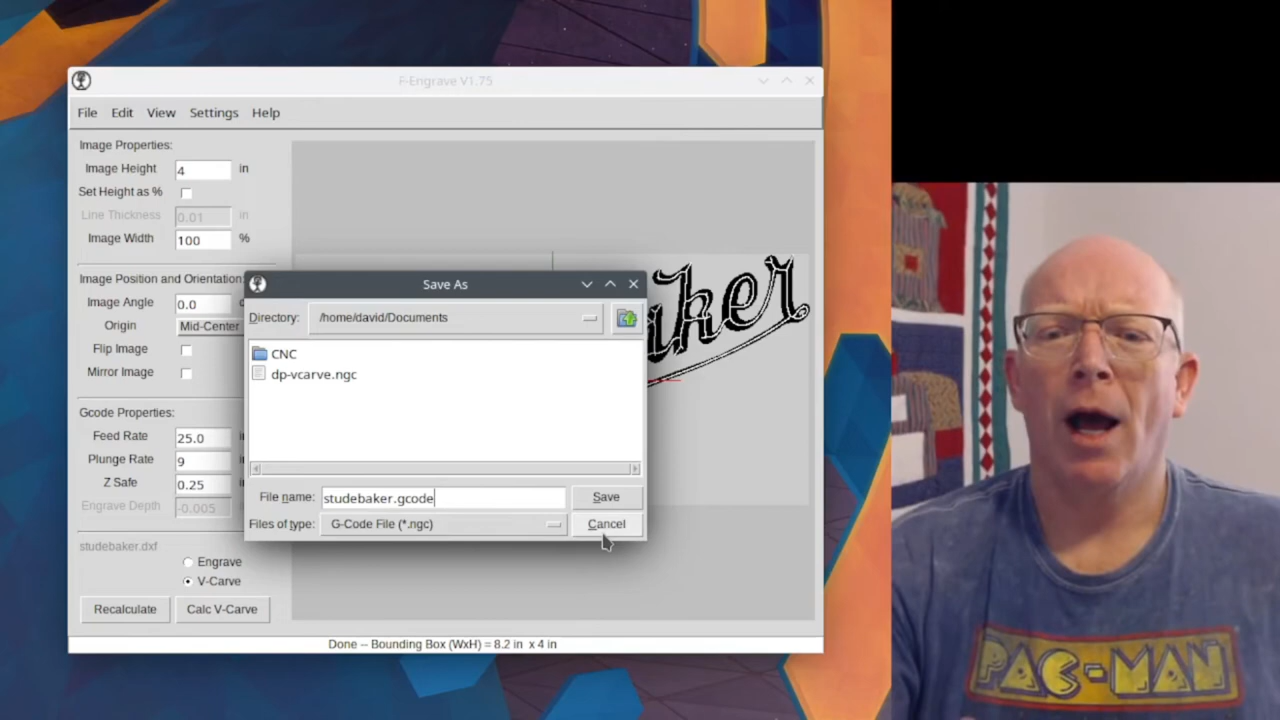 F-Engrave V1.75
File Edit View Settings Help
Image Properties:
Image Height 4 in
Set Height as %
Line Thickness 0.01 in
Image Width 100 %
Image Position and Orientation:
Image Angle 0.0
Origin Mid-Center
Flip Image
Mirror Image
Gcode Properties:
Feed Rate 25.0
Plunge Rate 9
Z Safe 0.25
Engrave Depth -0.005
studebaker.dxf
Engrave
V-Carve
Recalculate Calc V-Carve
Done -- Bounding Box (WxH) = 8.2 in x 4 in
Save As
Directory: /home/david/Documents
CNC
dp-vcarve.ngc
File name: studebaker.gcode Save
Files of type: G-Code File (*.ngc) Cancel
aker
PAC-MAN